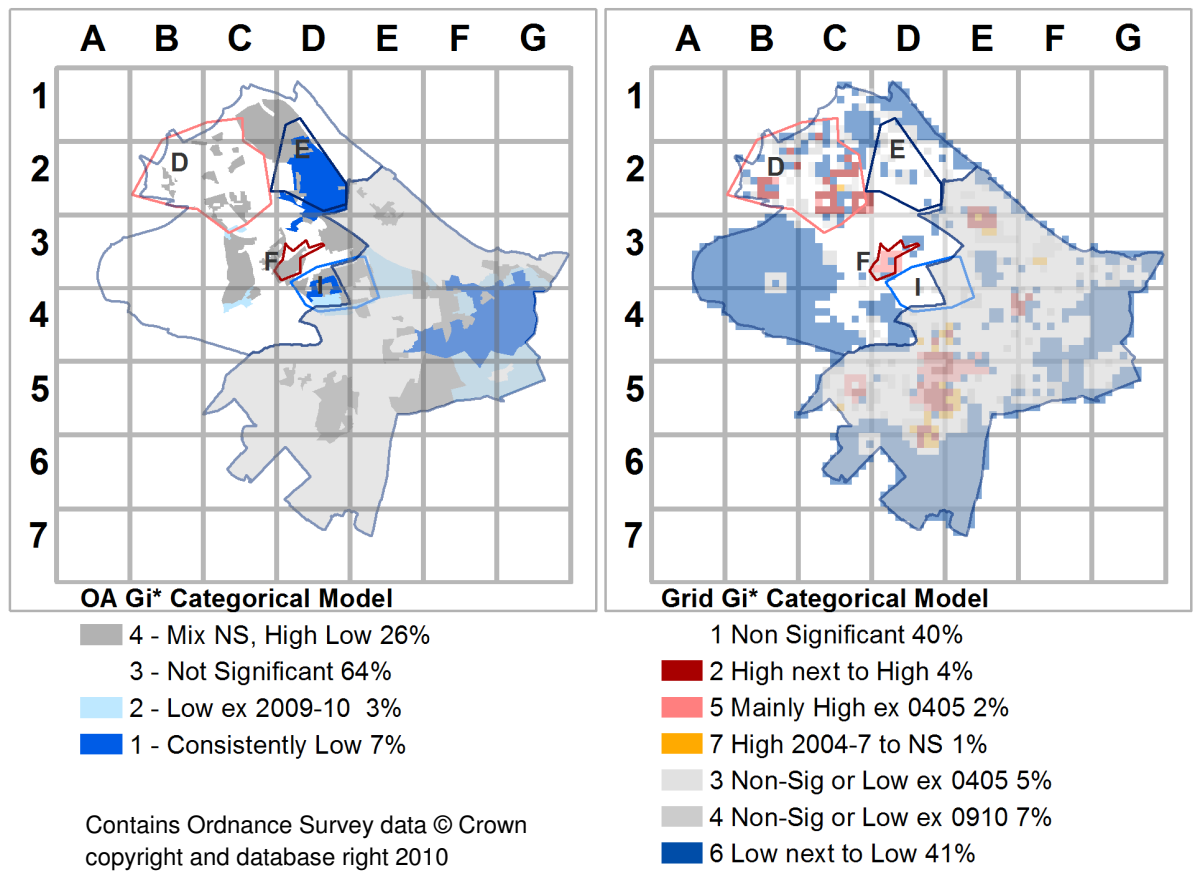 A B C D E F G
1
2
3
4
5
6
7
D
E
F
I
OA Gi* Categorical Model
4 - Mix NS, High Low 26%
3 - Not Significant 64%
2 - Low ex 2009-10 3%
1 - Consistently Low 7%
Contains Ordnance Survey data © Crown
copyright and database right 2010
A B C D E F G
1
2
3
4
5
6
7
D
E
F
I
Grid Gi* Categorical Model
1 Non Significant 40%
2 High next to High 4%
5 Mainly High ex 0405 2%
7 High 2004-7 to NS 1%
3 Non-Sig or Low ex 0405 5%
4 Non-Sig or Low ex 0910 7%
6 Low next to Low 41%